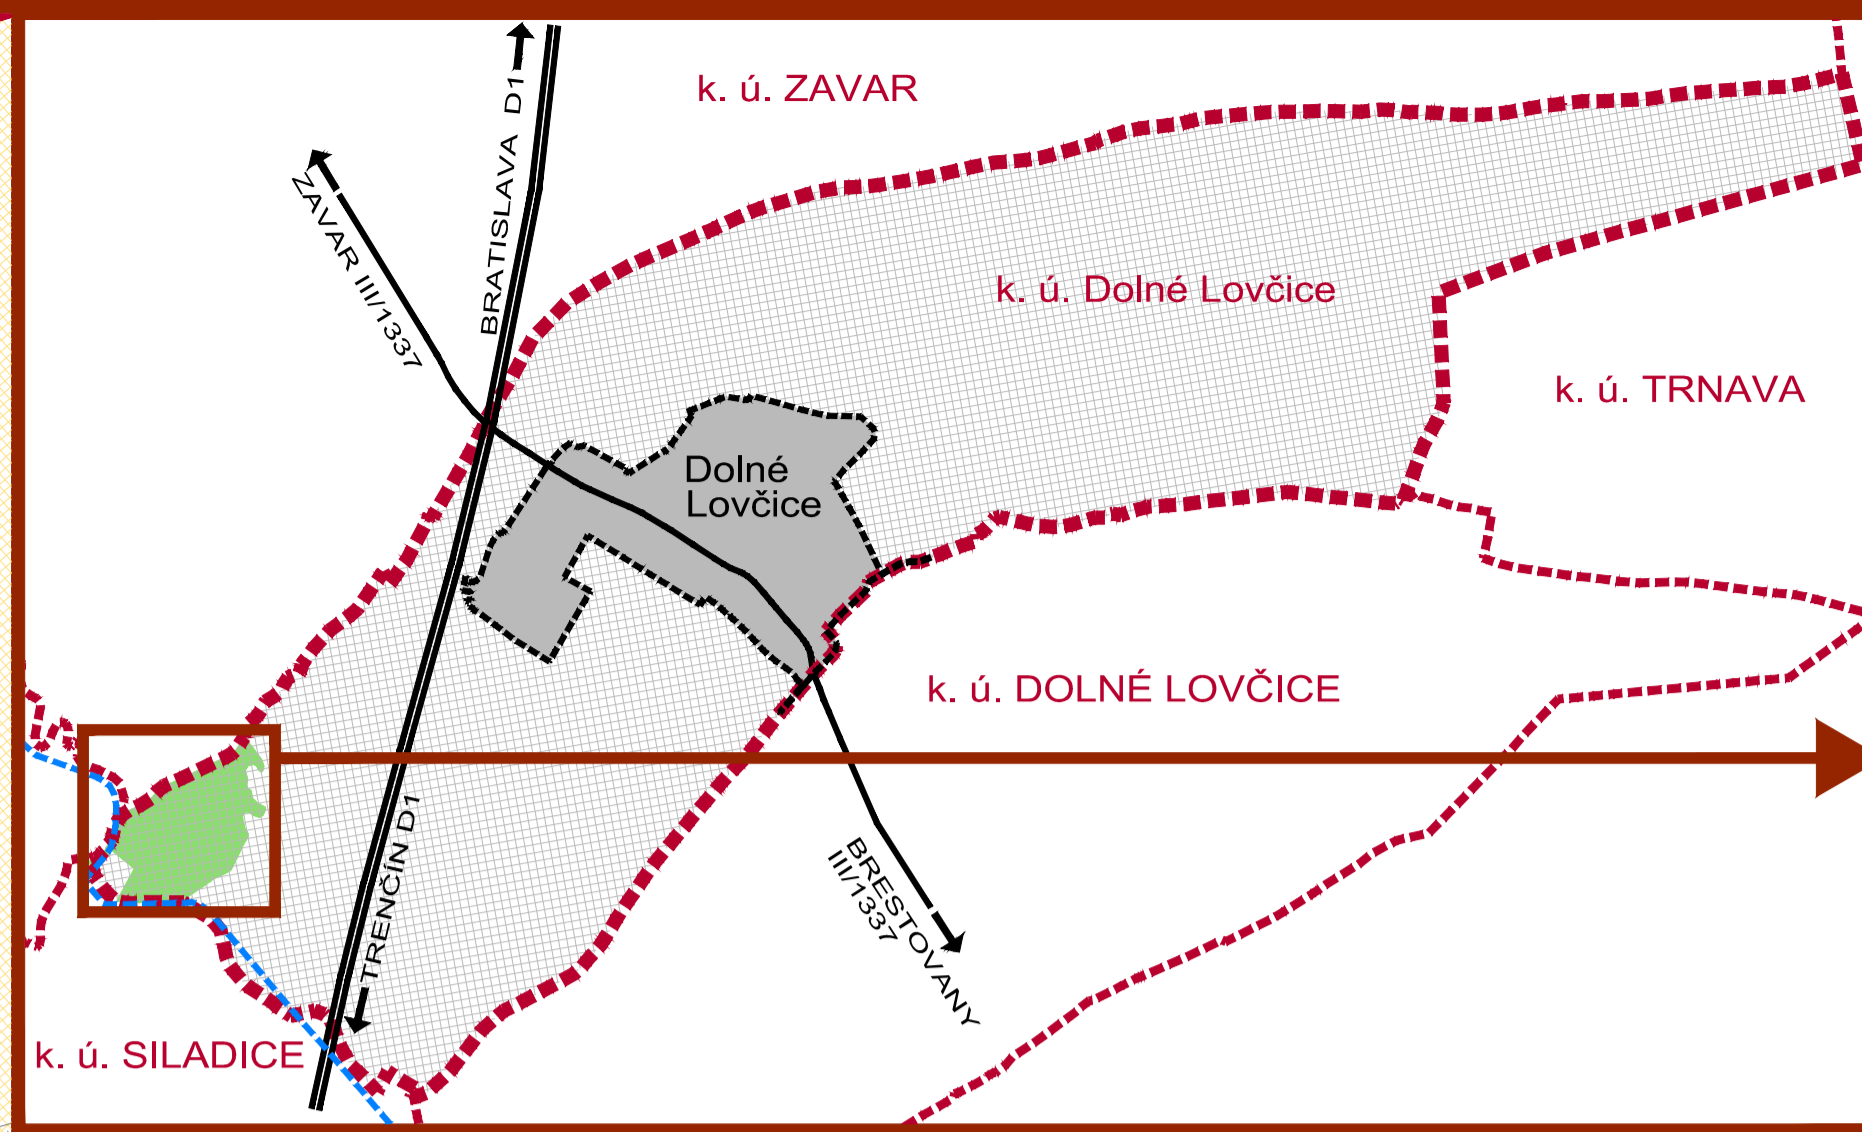 k. ú. ZAVAR
BRATISLAVA D1
ZAVAR III/1337
k. ú. Dolné Lovčice
k. ú. TRNAVA
Dolné
Lovčice
k. ú. DOLNÉ LOVČICE
TRENČÍN D1
BRESTOVANY
III/1337
k. ú. SILADICE